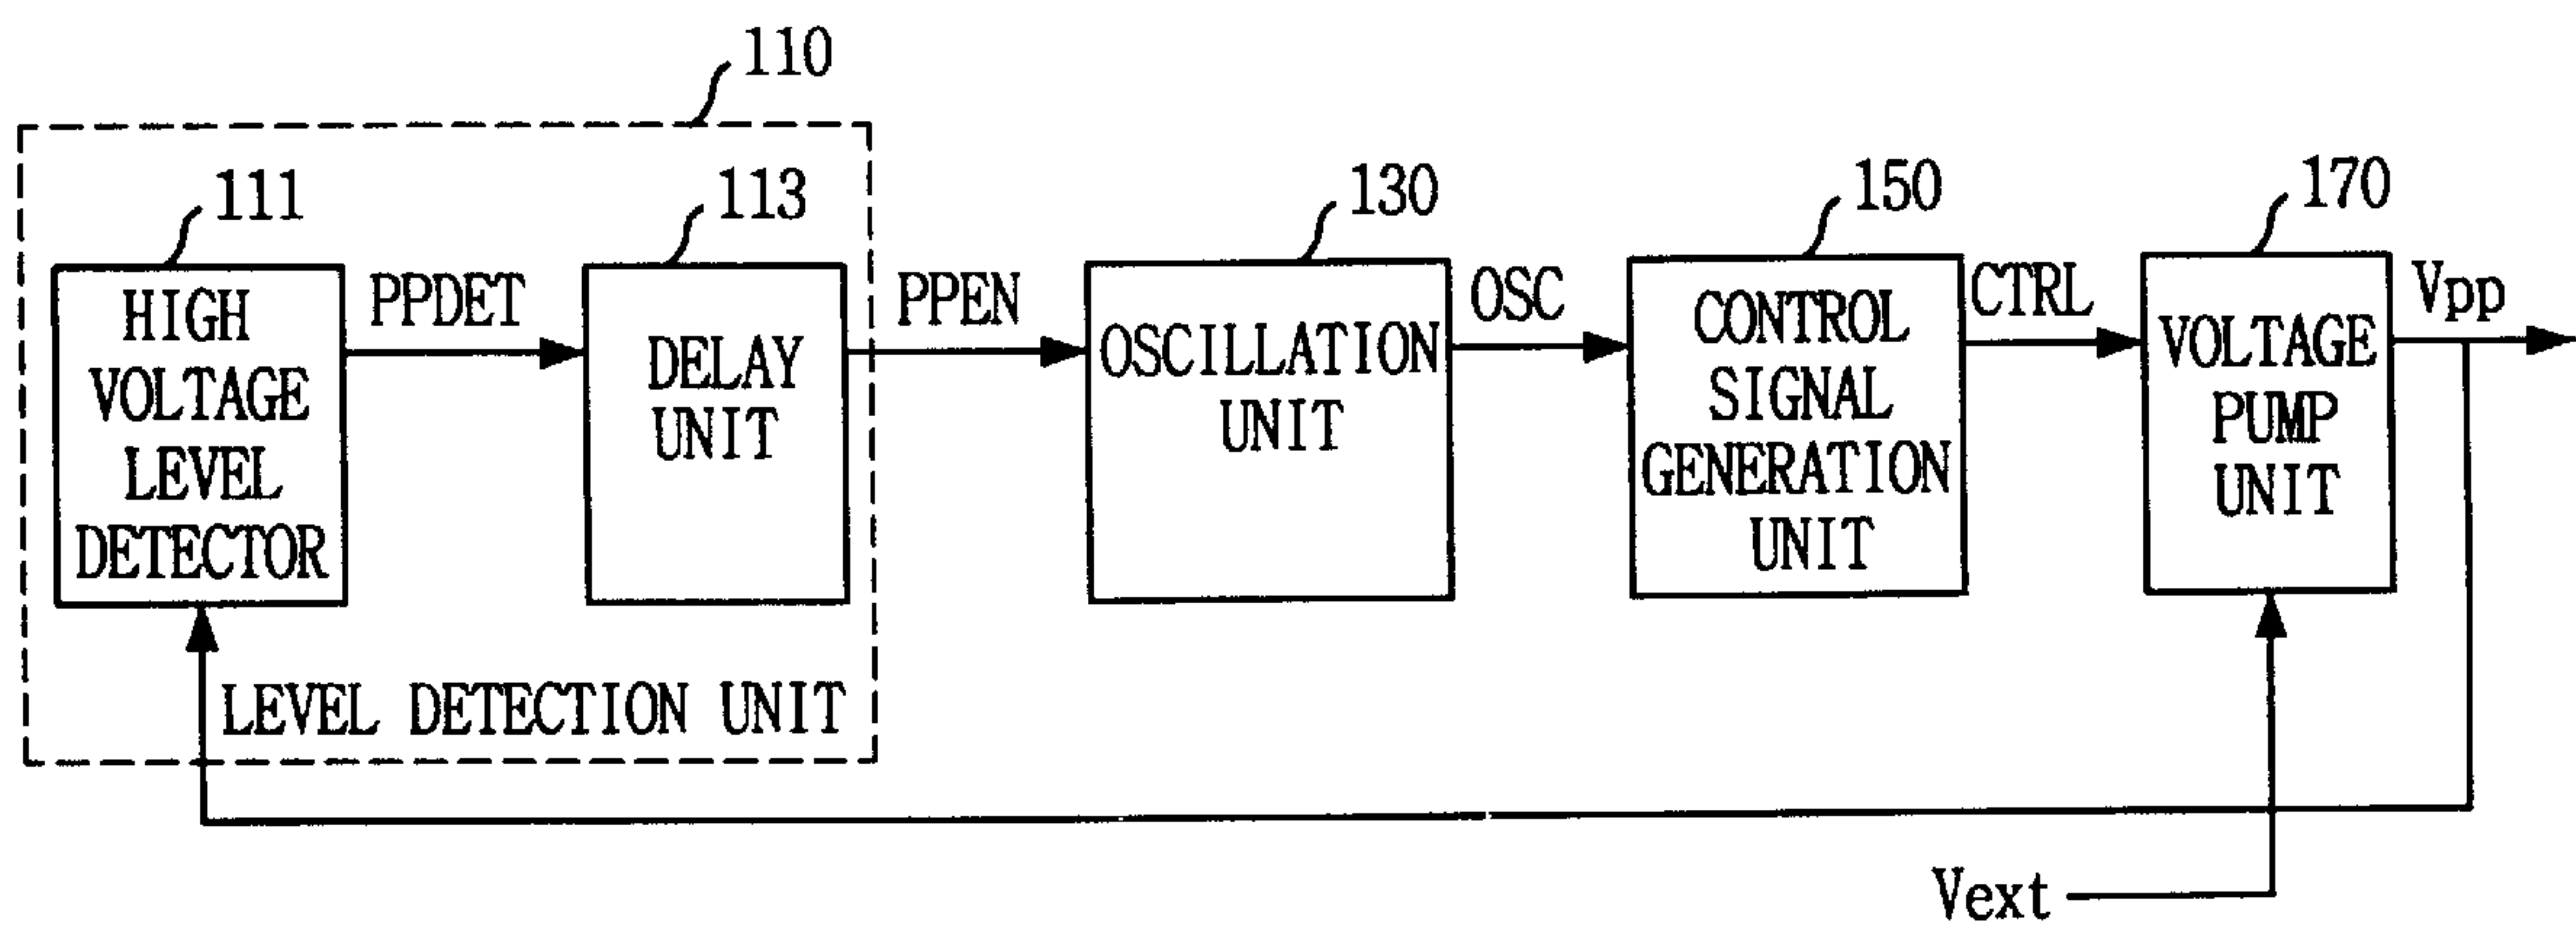 110
111
113
130
150
170
HIGH
VOLTAGE
LEVEL
DETECTOR
PPDET
DELAY
UNIT
PPEN
OSCILLATION
UNIT
OSC
CONTROL
SIGNAL
GENERATION
UNIT
CTRL
VOLTAGE
PUMP
UNIT
Vpp
LEVEL DETECTION UNIT
Vext